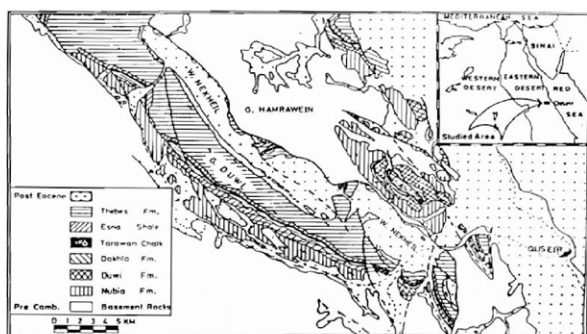 MEDITERRANEAN SEA
Cairo
SINAI
WESTERN
DESERT
EASTERN
DESERT
RED
SEA
Studied Area
W. NEKHEIL
G. HAMRAWEIN
G. DUWI
W. NEKHEIL
QUSEIR
Post Eocene
Thebes Fm.
Esna Shale
Tarawan Chalk
Dakhla Fm.
Duwi Fm.
Nubia Fm.
Pre Camb.
Basement Rocks
0 1 2 3 4 5 KM